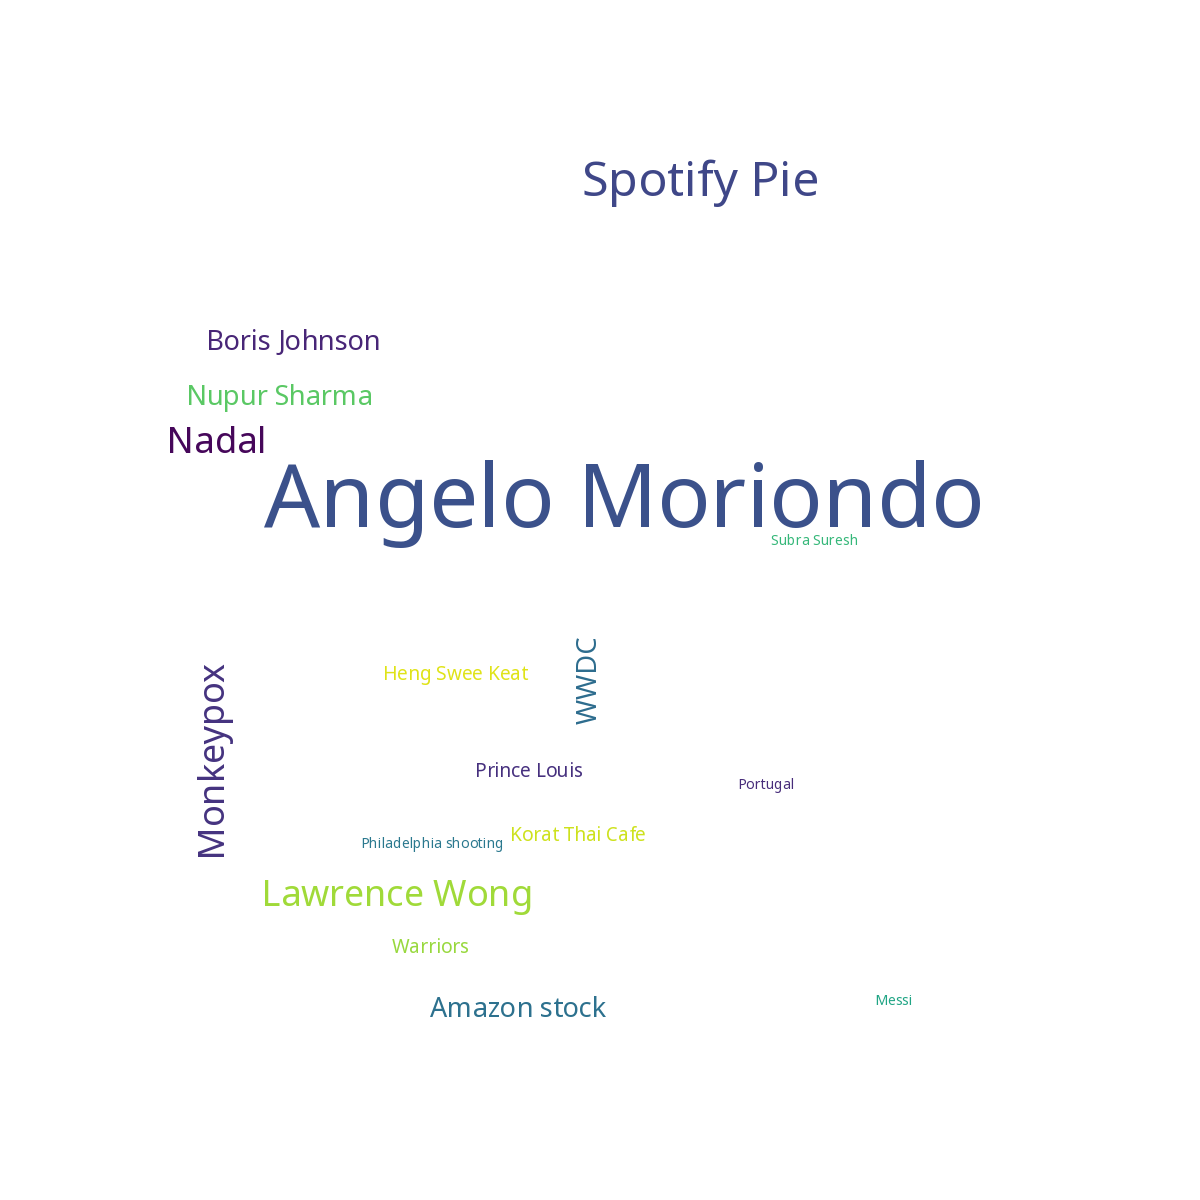 Spotify Pie
Boris Johnson
Nupur Sharma
Nadal
Angelo Moriondo
Subra Suresh
WWDC
Heng Swee Keat
Monkeypox
Prince Louis
Portugal
Korat Thai Cafe
Philadelphia shooting
Lawrence Wong
Warriors
Messi
Amazon stock